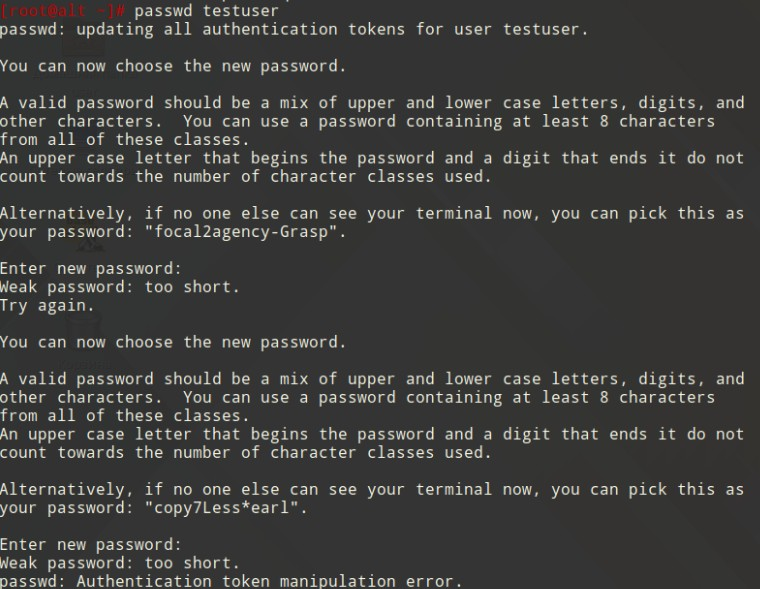 [root@alt ~]# passwd testuser
passwd: updating all authentication tokens for user testuser.
You can now choose the new password.
A valid password should be a mix of upper and lower case letters, digits, and
other characters.  You can use a password containing at least 8 characters
from all of these classes.
An upper case letter that begins the password and a digit that ends it do not
count towards the number of character classes used.
Alternatively, if no one else can see your terminal now, you can pick this as
your password: "focal2agency-Grasp".
Enter new password:
Weak password: too short.
Try again.
You can now choose the new password.
A valid password should be a mix of upper and lower case letters, digits, and
other characters.  You can use a password containing at least 8 characters
from all of these classes.
An upper case letter that begins the password and a digit that ends it do not
count towards the number of character classes used.
Alternatively, if no one else can see your terminal now, you can pick this as
your password: "copy7Less*earl".
Enter new password:
Weak password: too short.
passwd: Authentication token manipulation error.